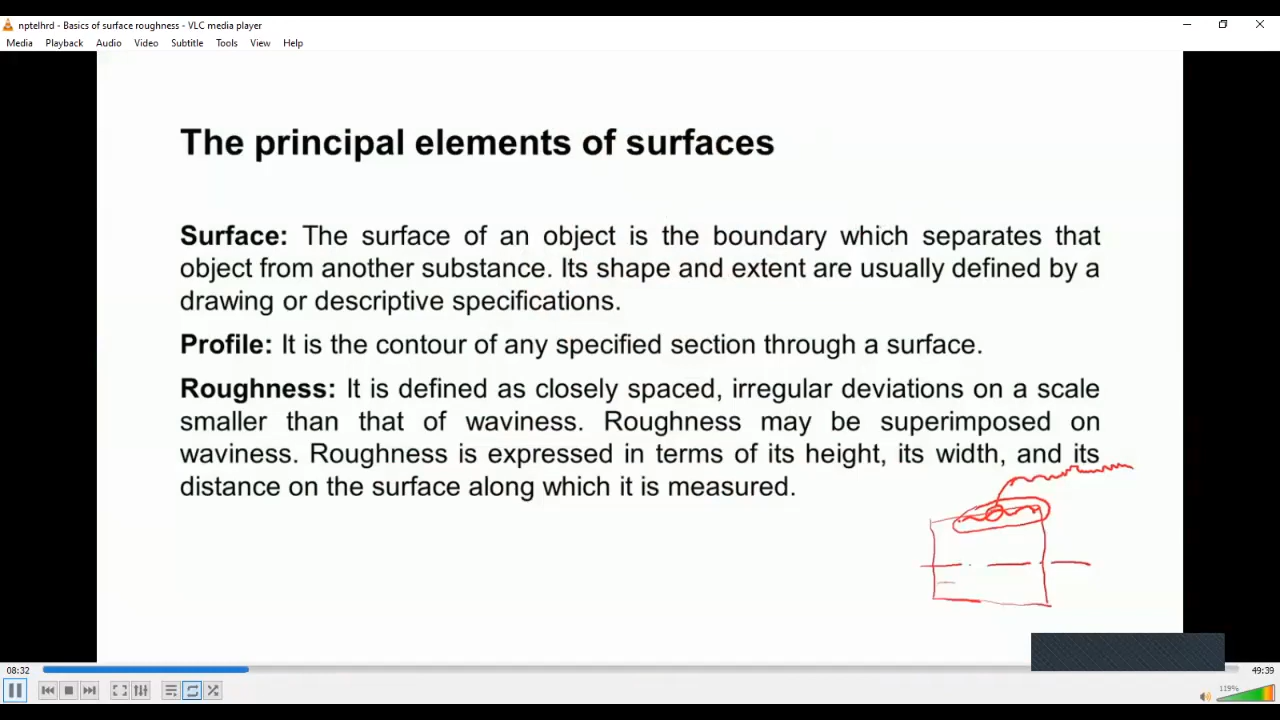 nptelhrd - Basics of surface roughness - VLC media player
Media Playback Audio Video Subtitle Tools View Help
The principal elements of surfaces
Surface: The surface of an object is the boundary which separates that
object from another substance. Its shape and extent are usually defined by a
drawing or descriptive specifications.
Profile: It is the contour of any specified section through a surface.
Roughness: It is defined as closely spaced, irregular deviations on a scale
smaller than that of waviness. Roughness may be superimposed on
waviness. Roughness is expressed in terms of its height, its width, and its
distance on the surface along which it is measured.
08:32 49:39
119%